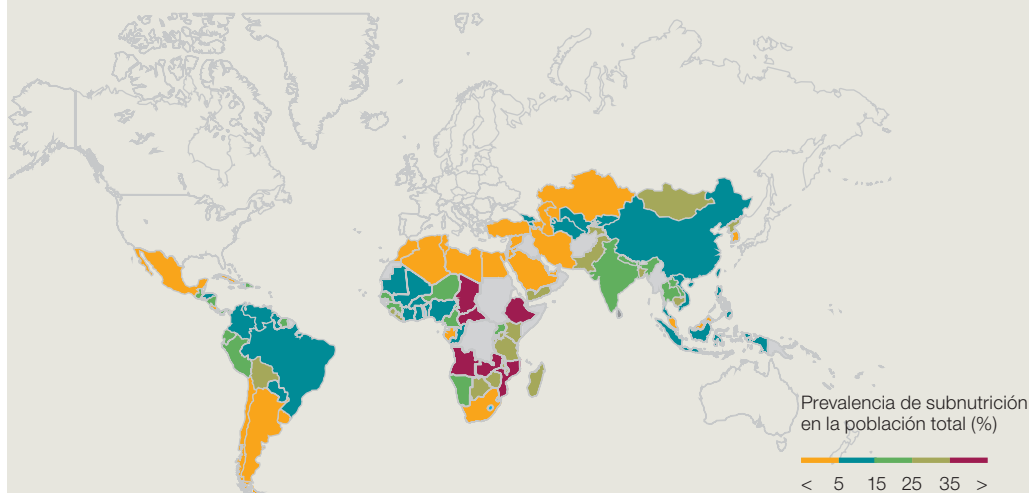 Prevalencia de subnutrición
en la población total (%)
< 5 15 25 35 >